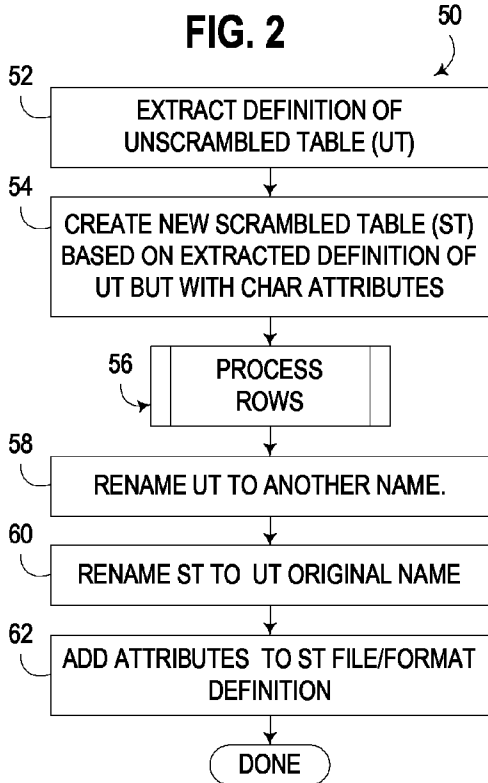 FIG. 2
50
52
EXTRACT DEFINITION OF
UNSCRAMBLED TABLE (UT)
54
CREATE NEW SCRAMBLED TABLE (ST)
BASED ON EXTRACTED DEFINITION OF
UT BUT WITH CHAR ATTRIBUTES
56
PROCESS
ROWS
58
RENAME UT TO ANOTHER NAME.
60
RENAME ST TO UT ORIGINAL NAME
62
ADD ATTRIBUTES TO ST FILE/FORMAT
DEFINITION
DONE